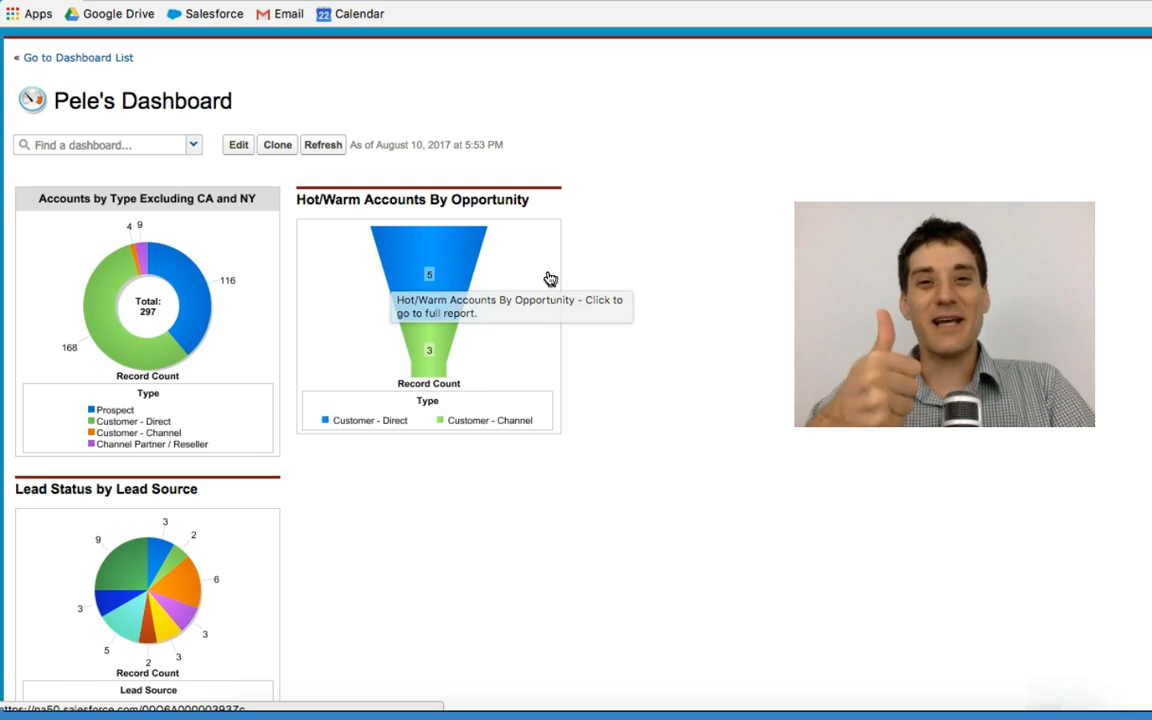 Apps Google Drive Salesforce Email 22 Calendar
« Go to Dashboard List
Pele's Dashboard
Find a dashboard... Edit Clone Refresh As of August 10, 2017 at 5:53 PM
Accounts by Type Excluding CA and NY
4 9
116
Total:
297
168
Record Count
Type
Prospect
Customer - Direct
Customer - Channel
Channel Partner / Reseller
Hot/Warm Accounts By Opportunity
5
Hot/Warm Accounts By Opportunity - Click to
go to full report.
3
Record Count
Type
Customer - Direct Customer - Channel
Lead Status by Lead Source
3
2
9
6
3
3
5
3
2
Record Count
Lead Source